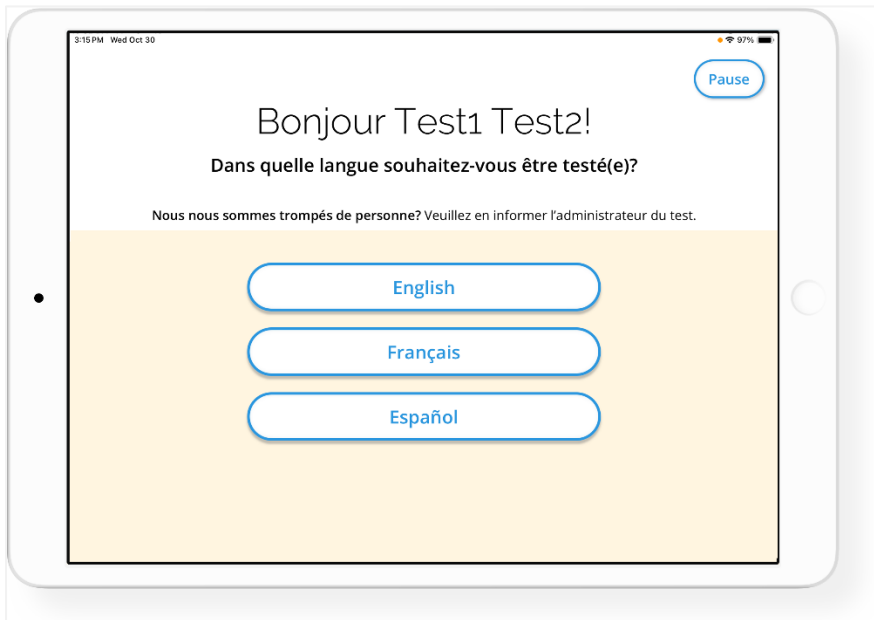 3:15 PM Wed Oct 30
97%
Pause
Bonjour Test1 Test2!
Dans quelle langue souhaitez-vous être testé(e)?
Nous nous sommes trompés de personne? Veuillez en informer l’administrateur du test.
English
Français
Español